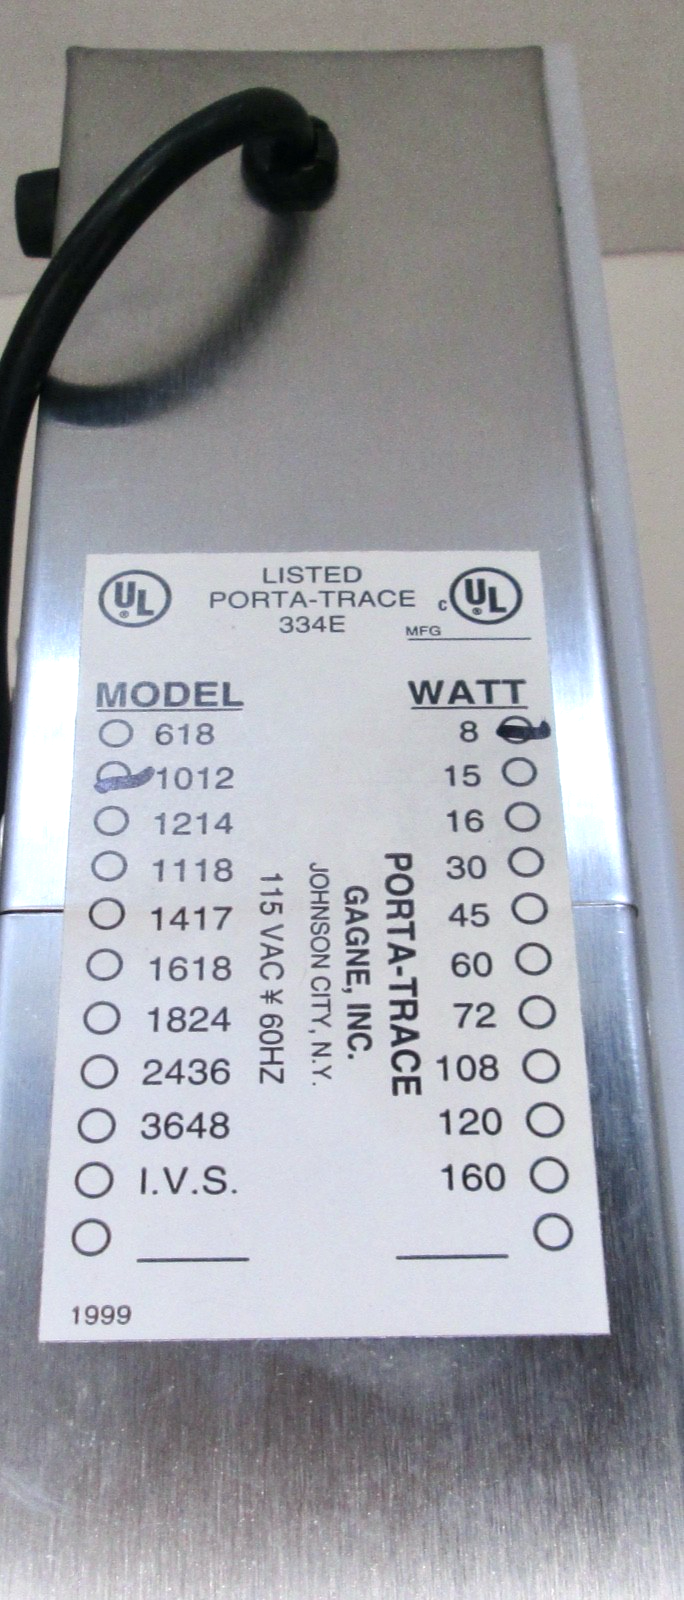 UL® LISTED PORTA-TRACE 334E c UL®
MFG
MODEL WATT
618 8
1012 15
1214 16
1118 30
1417 45
1618 60
1824 72
2436 108
3648 120
I.V.S. 160
PORTA-TRACE
GAGNE, INC.
JOHNSON CITY, N.Y.
115 VAC ¥ 60HZ
1999